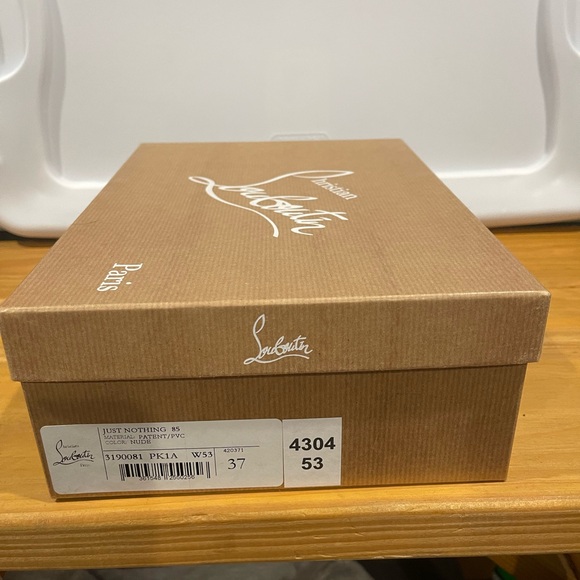 Christian
Louboutin
Paris
Louboutin
JUST NOTHING 85
MATERIAL: PATENT/PVC
COLOR: NUDE
Louboutin
3190081 PK1A W53
420371
37
4304
53